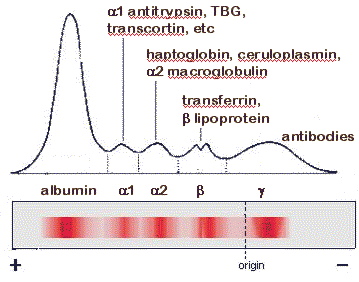 α1 antitrypsin, TBG,
transcortin, etc
haptoglobin, ceruloplasmin,
α2 macroglobulin
transferrin,
β lipoprotein
antibodies
albumin α1 α2 β γ
+ origin −